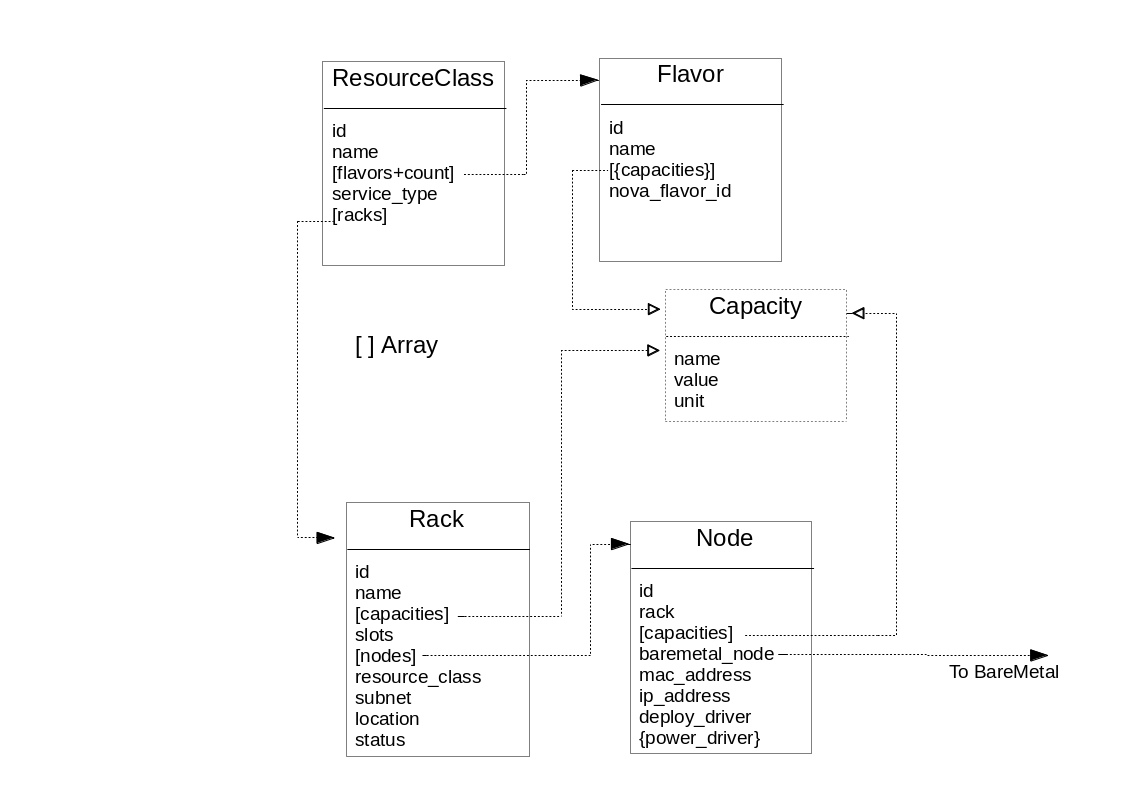 ResourceClass
id
name
[flavors+count]
service_type
[racks]
Flavor
id
name
[{capacities}]
nova_flavor_id
Capacity
name
value
unit
[ ] Array
Rack
id
name
[capacities]
slots
[nodes]
resource_class
subnet
location
status
Node
id
rack
[capacities]
baremetal_node
mac_address
ip_address
deploy_driver
{power_driver}
To BareMetal